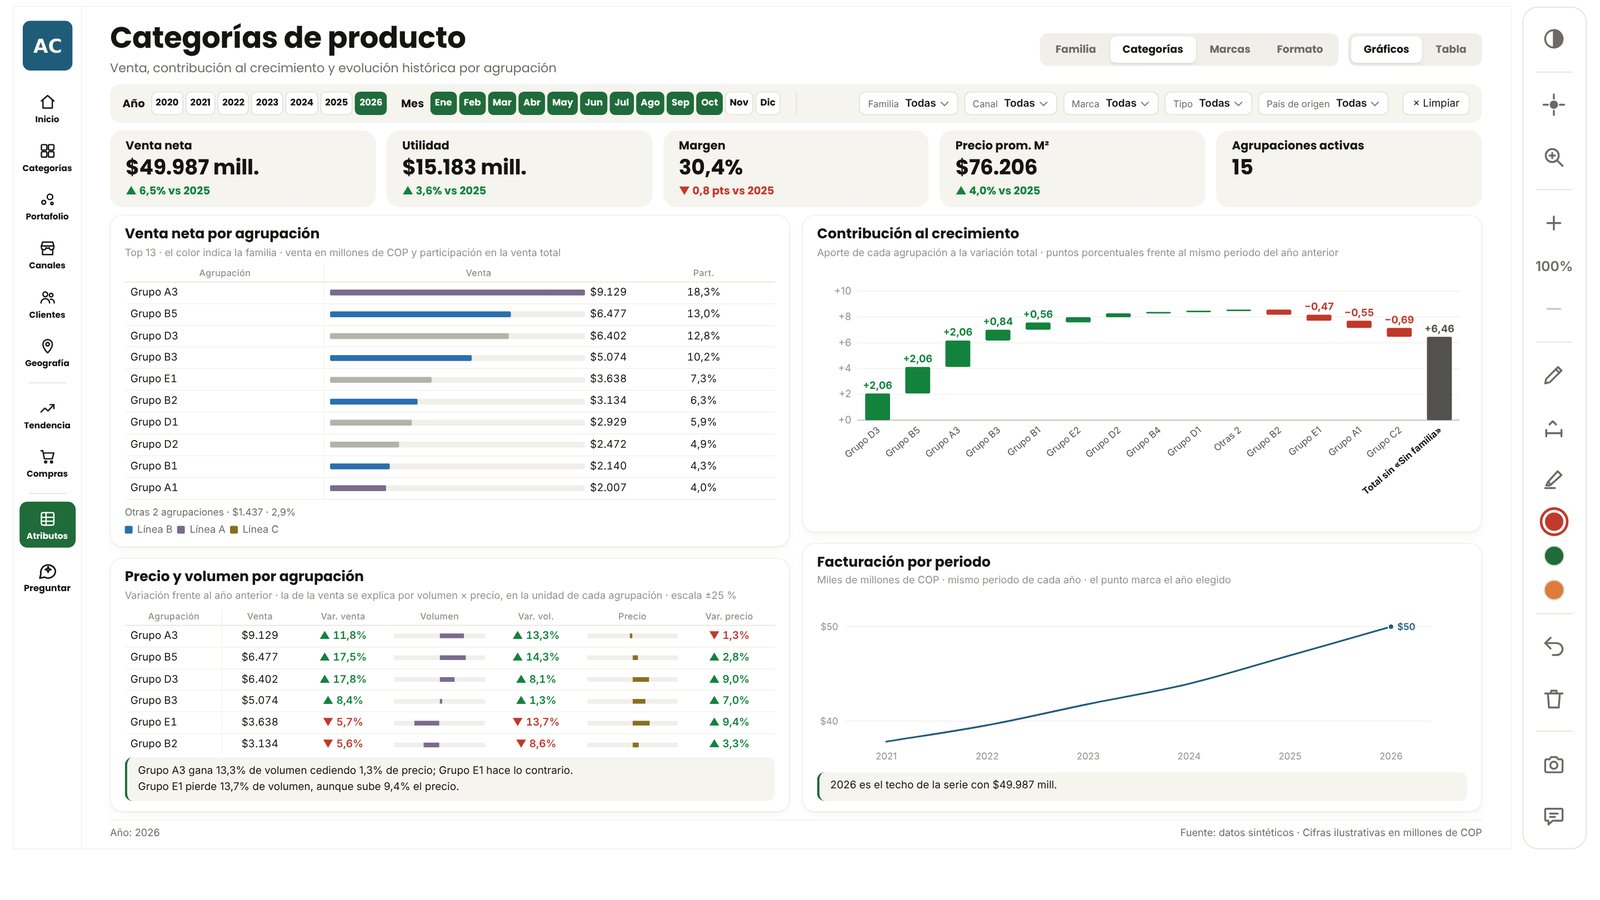 AC
Inicio
Categorías
Portafolio
Canales
Clientes
Geografía
Tendencia
Compras
Atributos
Preguntar
Categorías de producto
Venta, contribución al crecimiento y evolución histórica por agrupación
Familia Categorías Marcas Formato Gráficos Tabla
Año 2020 2021 2022 2023 2024 2025 2026 Mes Ene Feb Mar Abr May Jun Jul Ago Sep Oct Nov Dic
Familia Todas Canal Todas Marca Todas Tipo Todas País de origen Todas × Limpiar
Venta neta
$49.987 mill.
▲ 6,5% vs 2025
Utilidad
$15.183 mill.
▲ 3,6% vs 2025
Margen
30,4%
▼ 0,8 pts vs 2025
Precio prom. M²
$76.206
▲ 4,0% vs 2025
Agrupaciones activas
15
Venta neta por agrupación
Top 13 · el color indica la familia · venta en millones de COP y participación en la venta total
Agrupación Venta Part.
Grupo A3 $9.129 18,3%
Grupo B5 $6.477 13,0%
Grupo D3 $6.402 12,8%
Grupo B3 $5.074 10,2%
Grupo E1 $3.638 7,3%
Grupo B2 $3.134 6,3%
Grupo D1 $2.929 5,9%
Grupo D2 $2.472 4,9%
Grupo B1 $2.140 4,3%
Grupo A1 $2.007 4,0%
Otras 2 agrupaciones · $1.437 · 2,9%
Línea B Línea A Línea C
Contribución al crecimiento
Aporte de cada agrupación a la variación total · puntos porcentuales frente al mismo periodo del año anterior
+10
+8
+6
+4
+2
+0
+2,06
+2,06
+2,06
+0,84
+0,56
−0,47
−0,55
−0,69
+6,46
Grupo D3
Grupo B5
Grupo A3
Grupo B3
Grupo B1
Grupo E2
Grupo D2
Grupo B4
Grupo D1
Otras 2
Grupo B2
Grupo E1
Grupo A1
Grupo C2
Total sin «Sin familia»
Precio y volumen por agrupación
Variación frente al año anterior · la de la venta se explica por volumen × precio, en la unidad de cada agrupación · escala ±25 %
Agrupación Venta Var. venta Volumen Var. vol. Precio Var. precio
Grupo A3 $9.129 ▲ 11,8% ▲ 13,3% ▼ 1,3%
Grupo B5 $6.477 ▲ 17,5% ▲ 14,3% ▲ 2,8%
Grupo D3 $6.402 ▲ 17,8% ▲ 8,1% ▲ 9,0%
Grupo B3 $5.074 ▲ 8,4% ▲ 1,3% ▲ 7,0%
Grupo E1 $3.638 ▼ 5,7% ▼ 13,7% ▲ 9,4%
Grupo B2 $3.134 ▼ 5,6% ▼ 8,6% ▲ 3,3%
Grupo A3 gana 13,3% de volumen cediendo 1,3% de precio; Grupo E1 hace lo contrario.
Grupo E1 pierde 13,7% de volumen, aunque sube 9,4% el precio.
Facturación por periodo
Miles de millones de COP · mismo periodo de cada año · el punto marca el año elegido
$50
$40
$50
2021 2022 2023 2024 2025 2026
2026 es el techo de la serie con $49.987 mill.
Año: 2026
Fuente: datos sintéticos · Cifras ilustrativas en millones de COP
100%